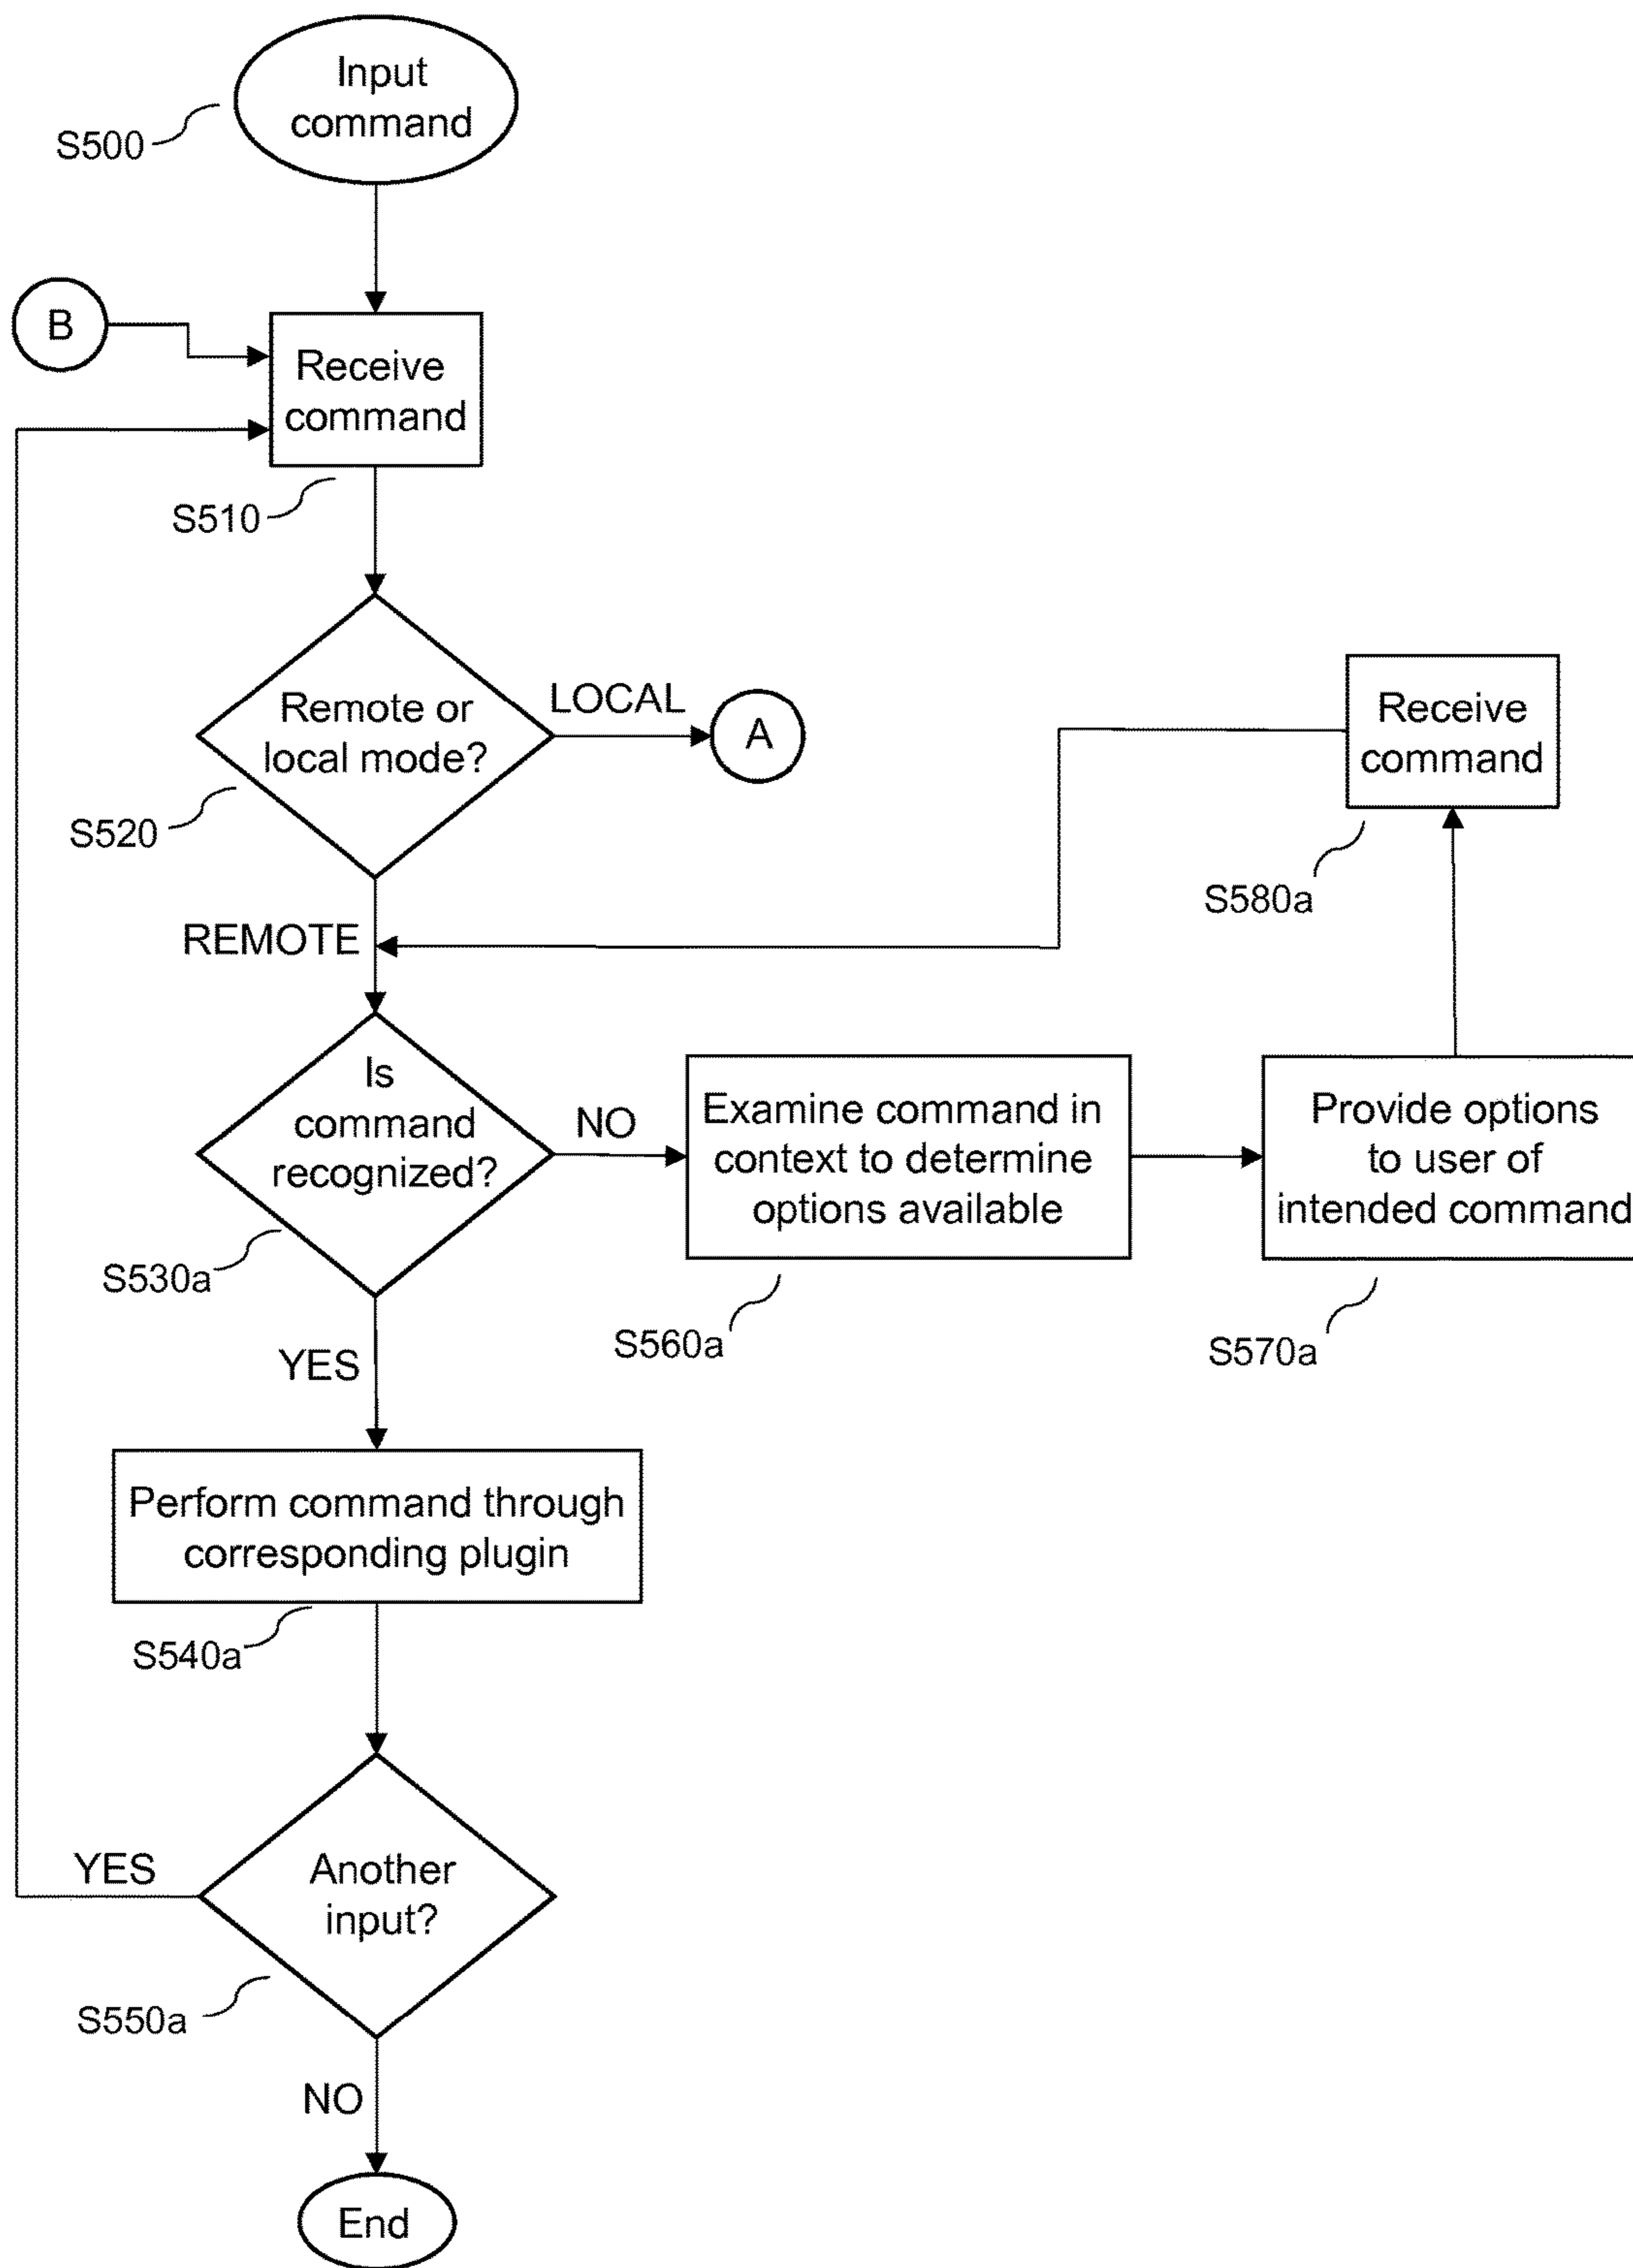 Input
command
S500
B
Receive
command
S510
Remote or
local mode?
LOCAL
A
S520
REMOTE
Receive
command
S580a
Is
command
recognized?
NO
S530a
Examine command in
context to determine
options available
S560a
Provide options
to user of
intended command
S570a
YES
Perform command through
corresponding plugin
S540a
Another
input?
YES
S550a
NO
End